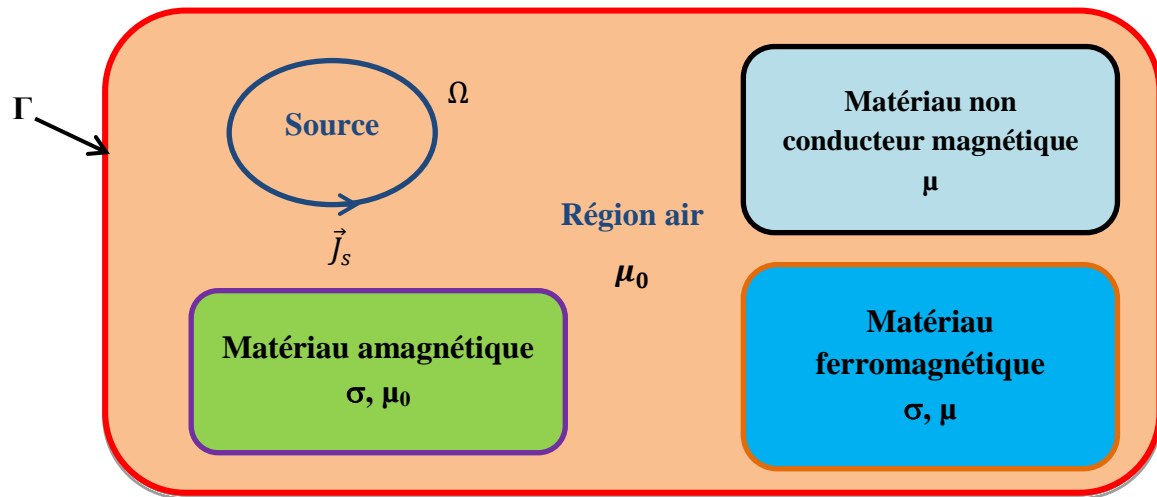 Γ
Source
Ω
J⃗ₛ
Région air
μ₀
Matériau non
conducteur magnétique
μ
Matériau amagnétique
σ, μ₀
Matériau
ferromagnétique
σ, μ